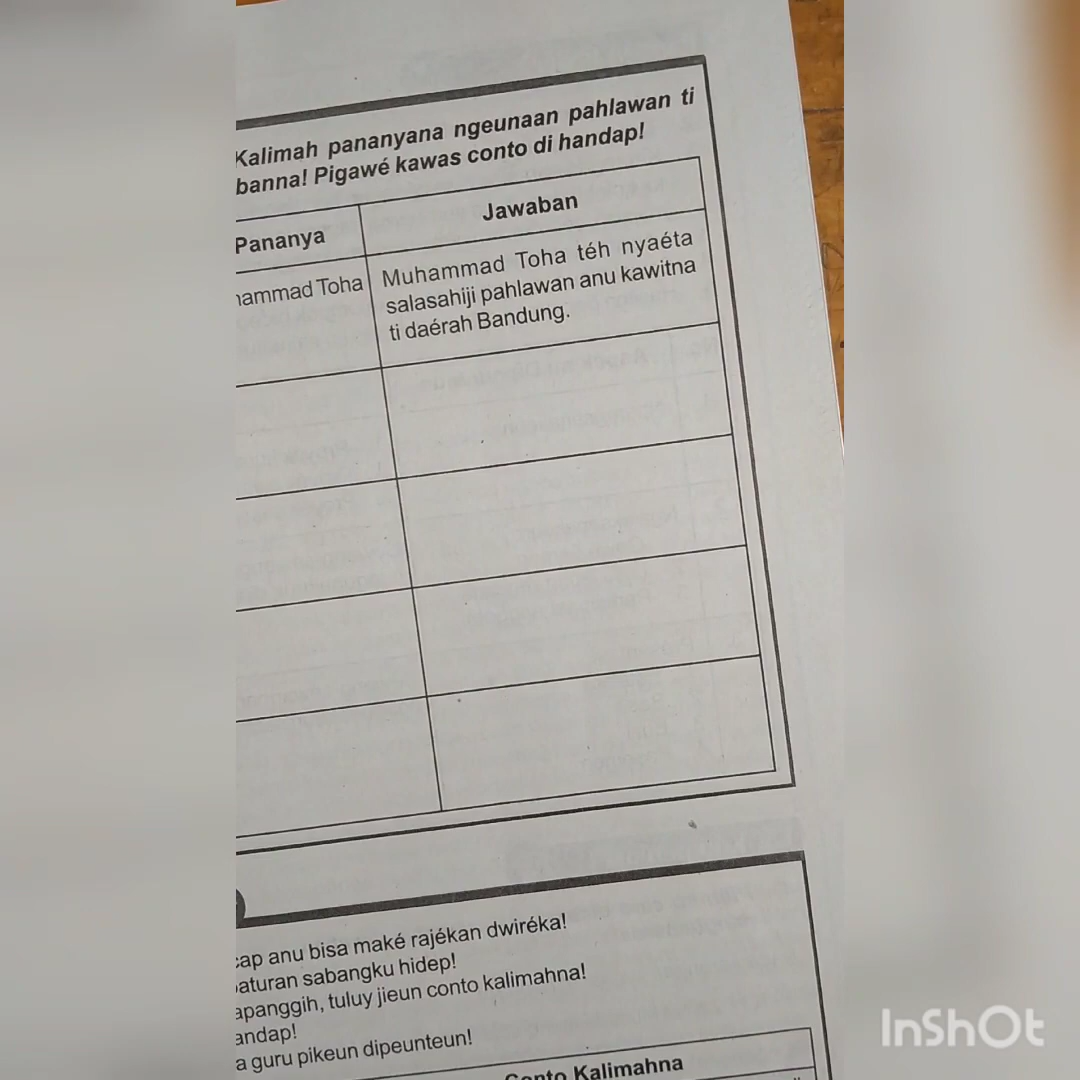 Kalimah pananyana ngeunaan pahlawan ti
banna! Pigawé kawas conto di handap!
Pananya
Jawaban
ammad Toha
Muhammad Toha téh nyaéta
salasahiji pahlawan anu kawitna
ti daérah Bandung.
cap anu bisa maké rajékan dwiréka!
aturan sabangku hidep!
apanggih, tuluy jieun conto kalimahna!
andap!
a guru pikeun dipeunteun!
Conto Kalimahna
InShOt